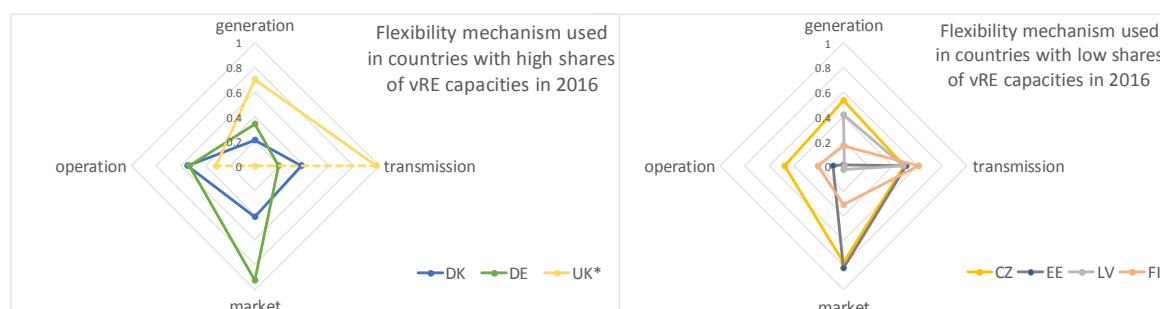 generation
Flexibility mechanism used
in countries with high shares
of vRE capacities in 2016
1
0.8
0.6
0.4
0.2
0
operation
transmission
market
DK
DE
UK*
generation
Flexibility mechanism used
in countries with low shares
of vRE capacities in 2016
1
0.8
0.6
0.4
0.2
0
operation
transmission
market
CZ
EE
LV
FI